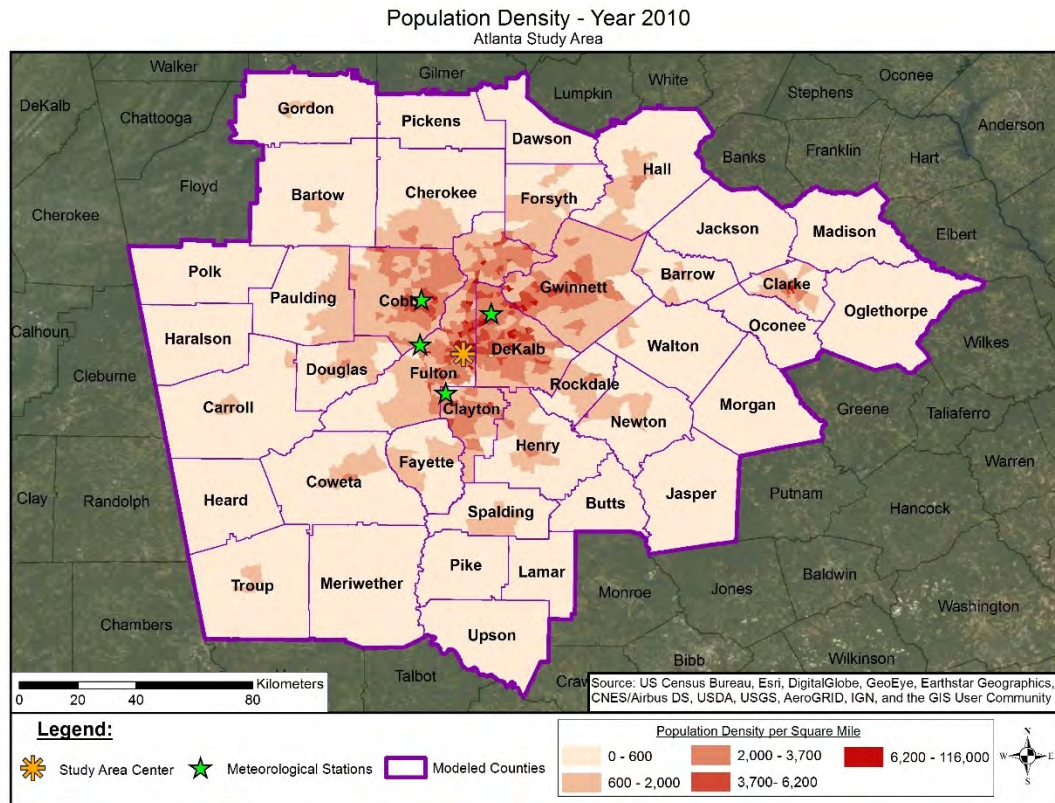 Population Density - Year 2010
Atlanta Study Area
Walker
Gilmer
White
Oconee
DeKalb
Lumpkin
Stephens
Chattooga
Gordon
Pickens
Dawson
Anderson
Banks
Franklin
Hart
Floyd
Bartow
Cherokee
Forsyth
Hall
Cherokee
Jackson
Madison
Elbert
Polk
Paulding
Cobb
Gwinnett
Barrow
Clarke
Oglethorpe
Calhoun
Haralson
Oconee
Cleburne
Douglas
Fulton
DeKalb
Walton
Wilkes
Carroll
Clayton
Rockdale
Newton
Morgan
Greene
Taliaferro
Henry
Fayette
Warren
Clay
Randolph
Heard
Coweta
Spalding
Butts
Jasper
Putnam
Hancock
Troup
Meriwether
Pike
Lamar
Monroe
Jones
Baldwin
Washington
Chambers
Upson
Talbot
Bibb
Wilkinson
Kilometers
0 20 40 80
Source: US Census Bureau, Esri, DigitalGlobe, GeoEye, Earthstar Geographics,
CNES/Airbus DS, USDA, USGS, AeroGRID, IGN, and the GIS User Community
Legend:
Study Area Center
Meteorological Stations
Modeled Counties
Population Density per Square Mile
0 - 600
2,000 - 3,700
6,200 - 116,000
600 - 2,000
3,700- 6,200
N
W E
S